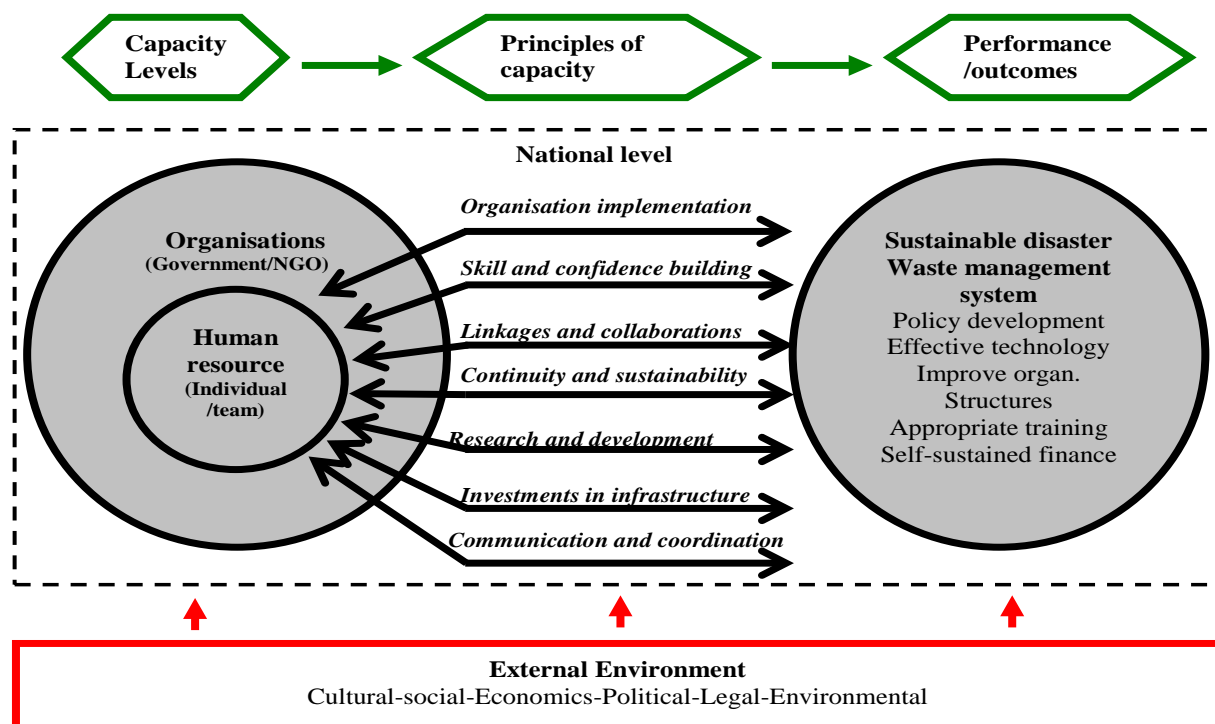 Capacity
Levels
Principles of
capacity
Performance
/outcomes
National level
Organisations
(Government/NGO)
Human
resource
(Individual
/team)
Organisation implementation
Skill and confidence building
Linkages and collaborations
Continuity and sustainability
Research and development
Investments in infrastructure
Communication and coordination
Sustainable disaster
Waste management
system
Policy development
Effective technology
Improve organ.
Structures
Appropriate training
Self-sustained finance
External Environment
Cultural-social-Economics-Political-Legal-Environmental